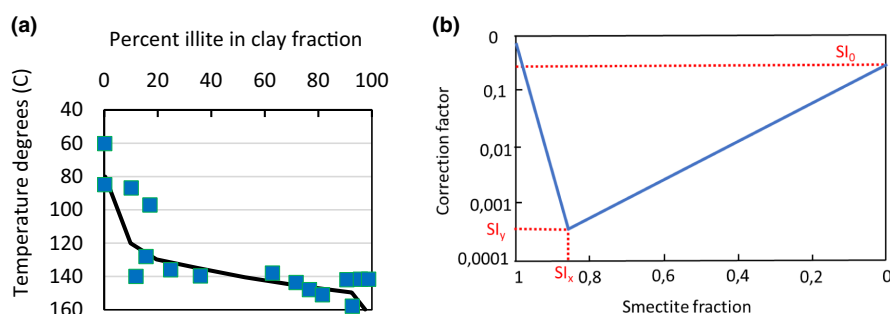 (a)
Percent illite in clay fraction
0 20 40 60 80 100
Temperature degrees (C)
40
60
80
100
120
140
160
(b)
Correction factor
0
0,1
0,01
0,001
0,0001
SI0
SIy
SIx
1 0,8 0,6 0,4 0,2 0
Smectite fraction